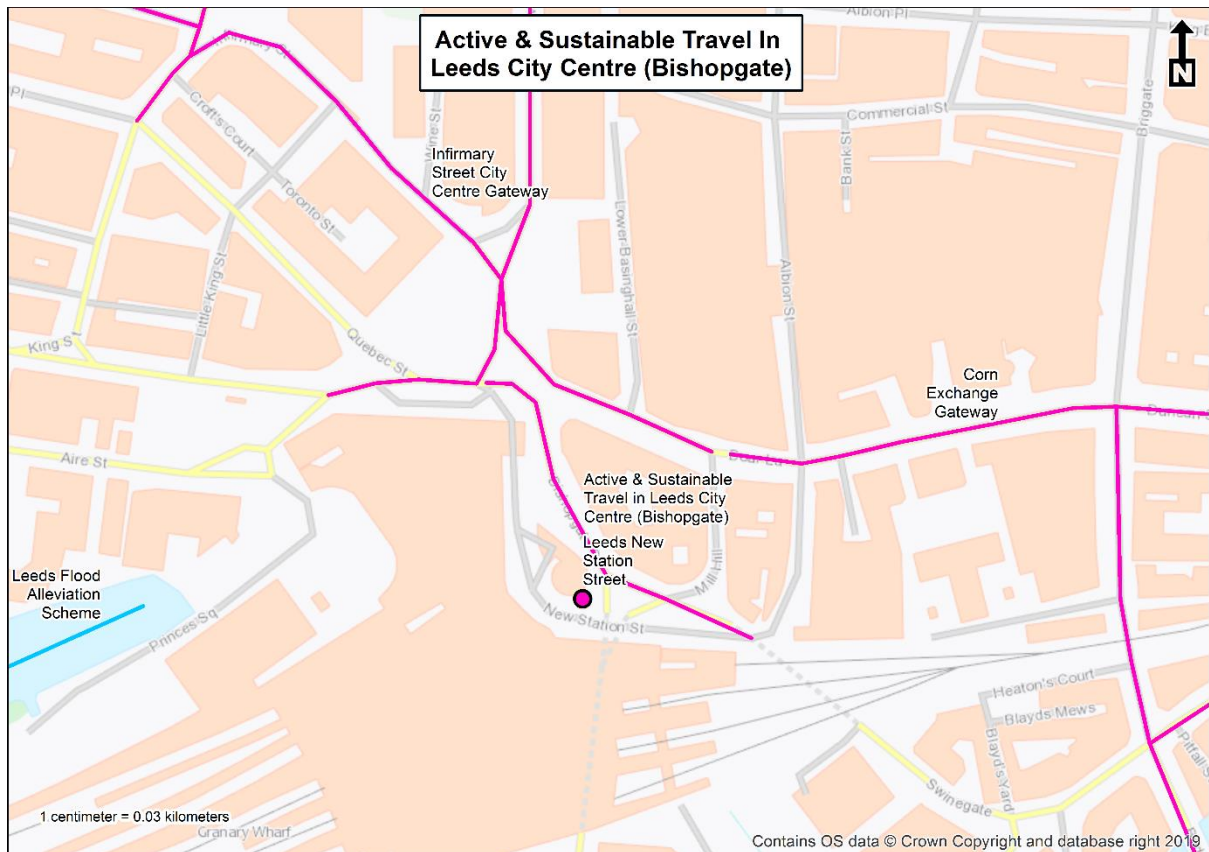 Active & Sustainable Travel In
Leeds City Centre (Bishopgate)
N
Albion Pl
Infirmary St
Croft's Court
Toronto St
Wine St
Pl
Commercial St
Bank St
Briggate
Infirmary
Street City
Centre Gateway
Lower Basinghall St
Albion St
Little King St
King St
Quebec St
Corn
Exchange
Gateway
Aire St
Active & Sustainable
Travel in Leeds City
Centre (Bishopgate)
Leeds New
Station
Street
Mill Hill
New Station St
Leeds Flood
Alleviation
Scheme
Princes Sq
Heaton's Court
Blayds Mews
Blayd's Yard
Swinegate
1 centimeter = 0.03 kilometers
Granary Wharf
Contains OS data © Crown Copyright and database right 2019